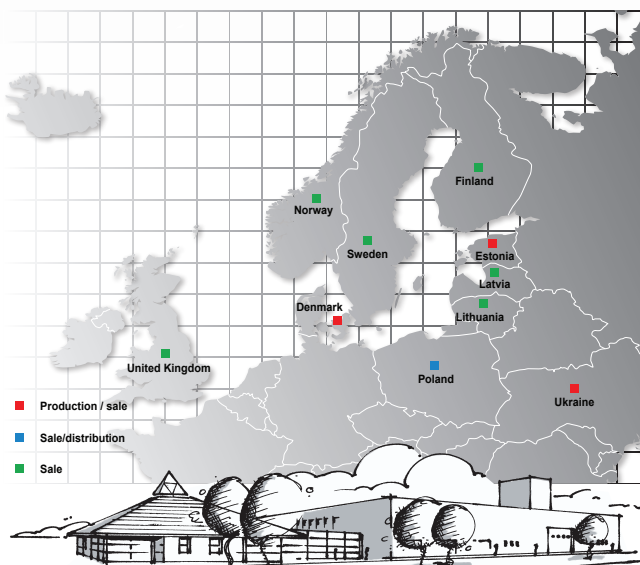 Finland
Norway
Sweden
Estonia
Latvia
Denmark
Lithuania
United Kingdom
Poland
Ukraine
Production / sale
Sale/distribution
Sale